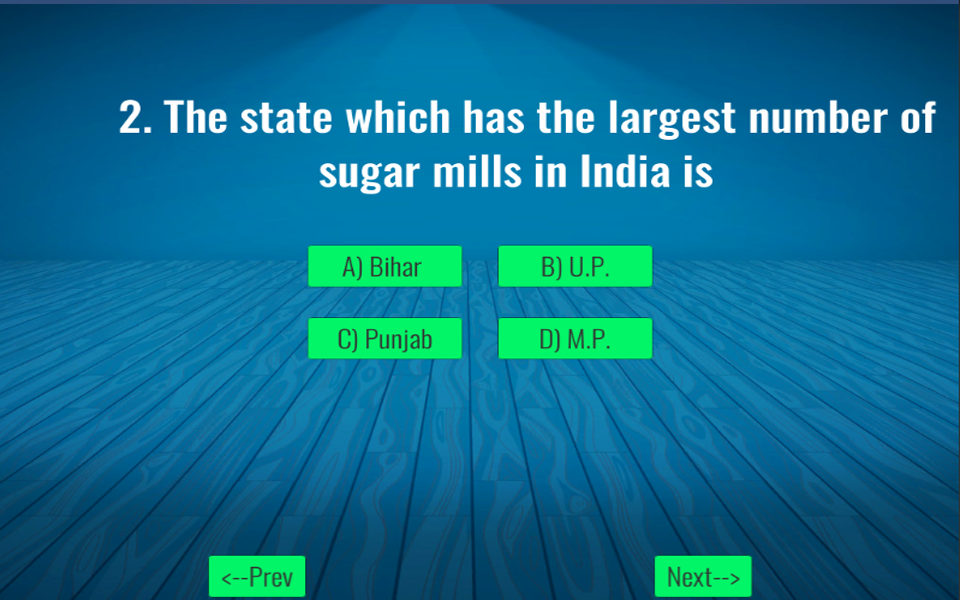 2. The state which has the largest number of
sugar mills in India is
A) Bihar
B) U.P.
C) Punjab
D) M.P.
<--Prev
Next-->